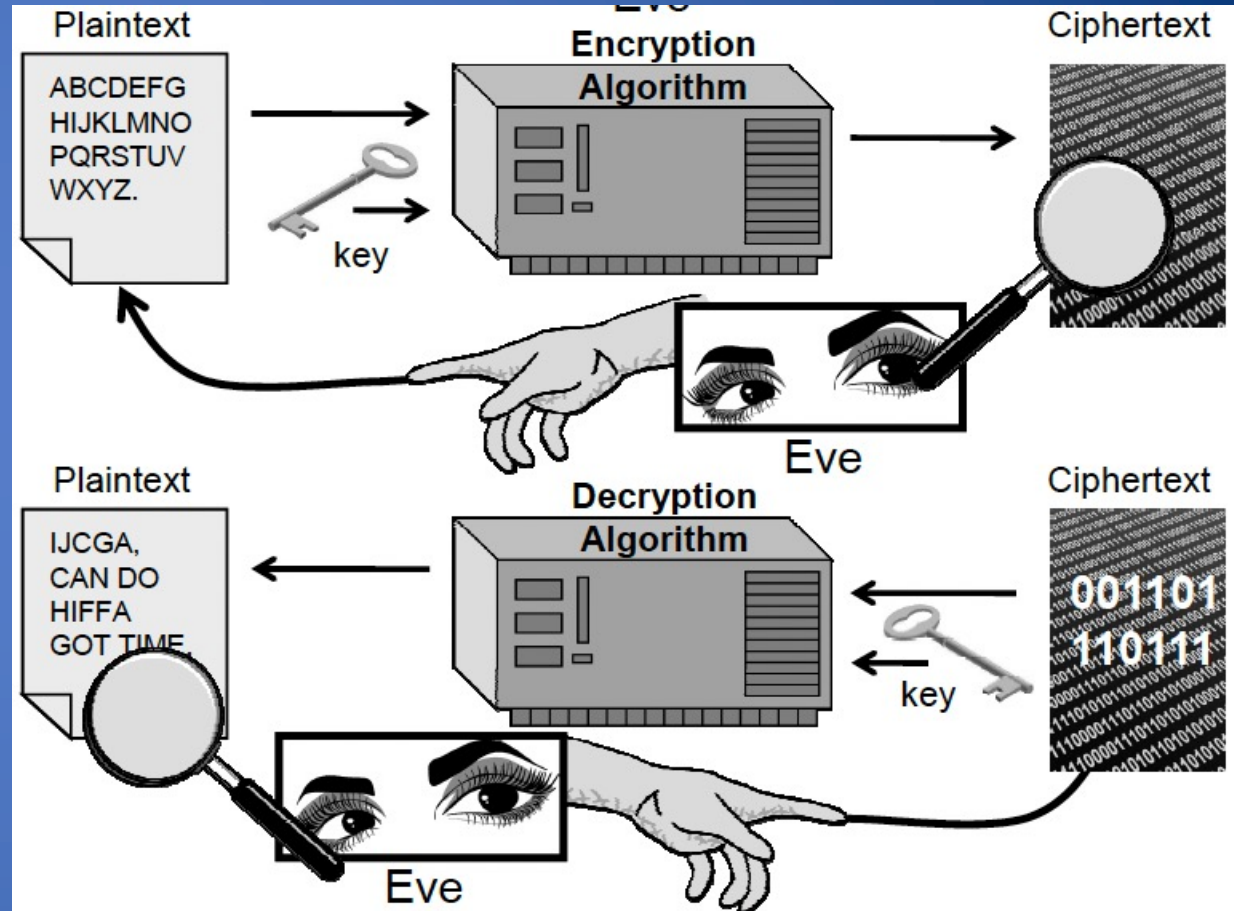 Eve
Plaintext
Encryption
Algorithm
Ciphertext
ABCDEFG
HIJKLMNO
PQRSTUV
WXYZ.
key
Eve
Plaintext
Decryption
Algorithm
Ciphertext
IJCGA,
CAN DO
HIFFA
GOT TIME.
001101
110111
key
Eve